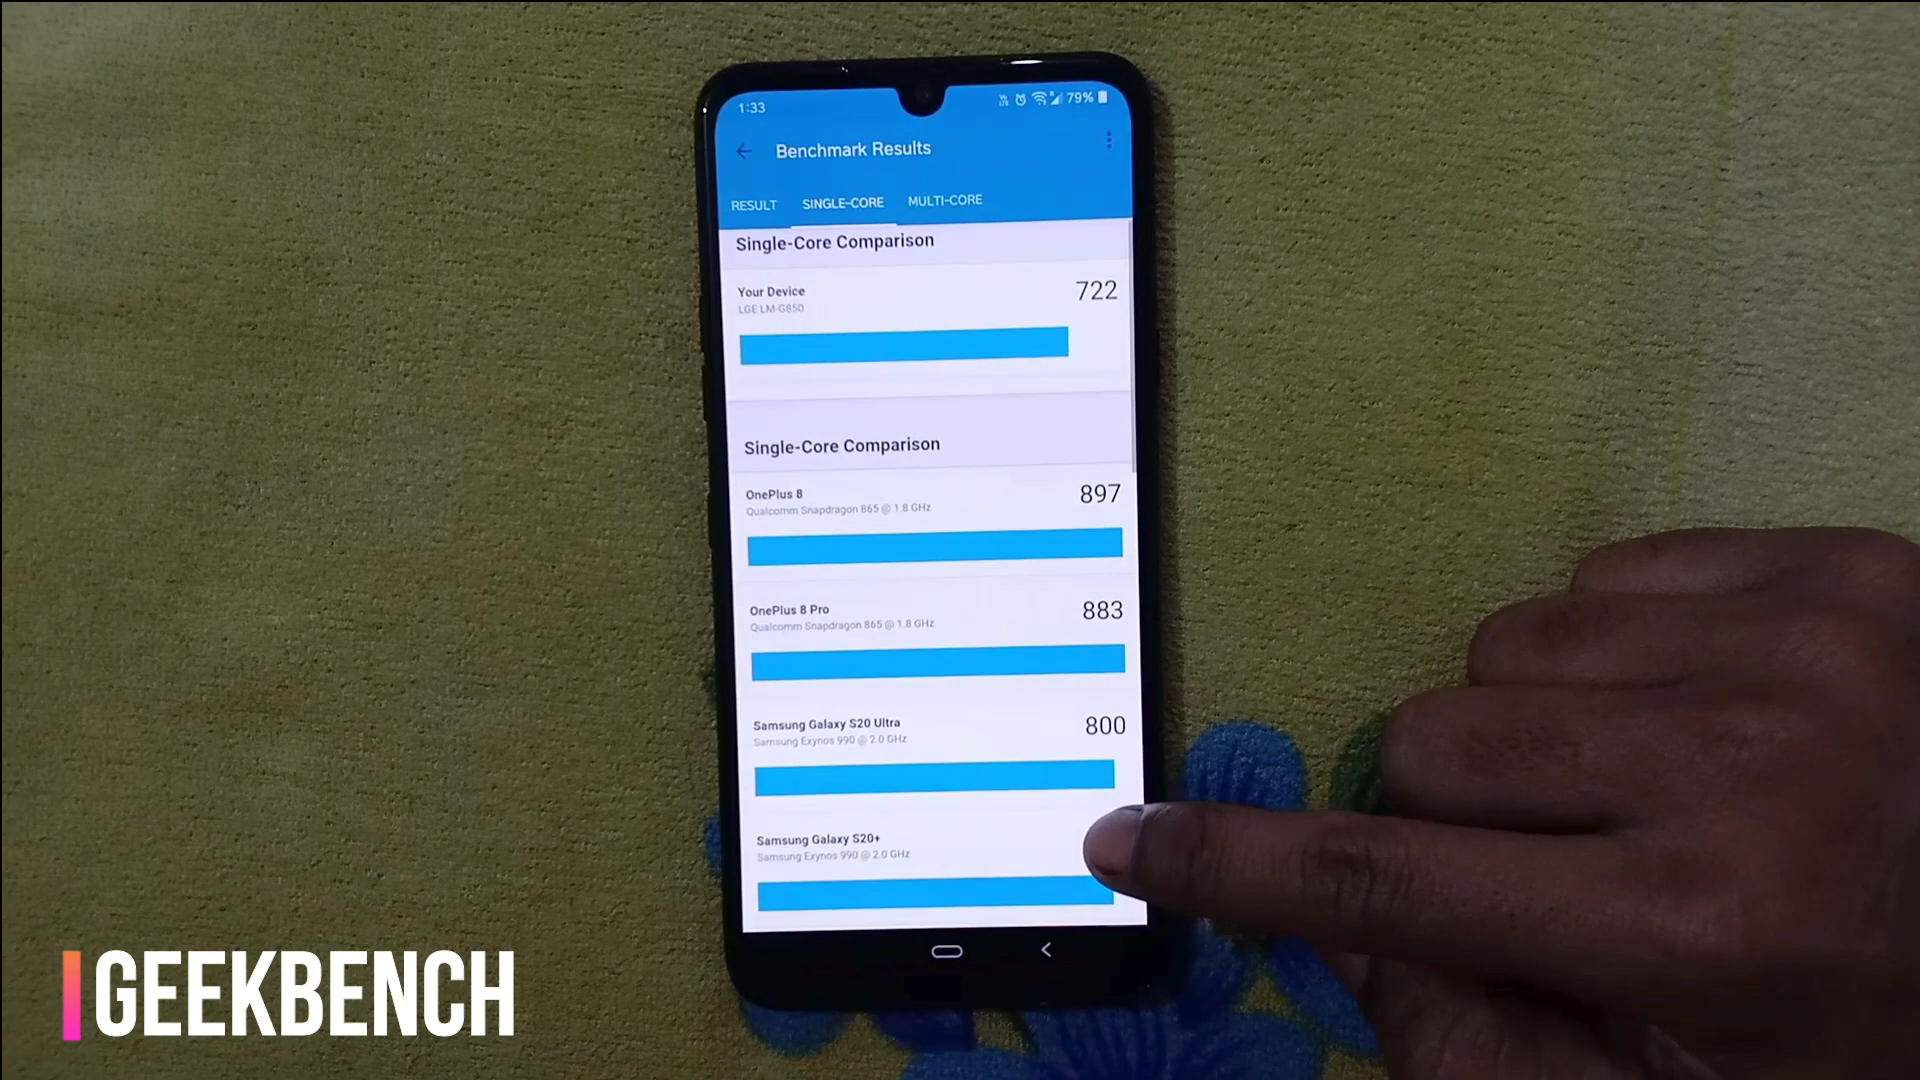 1:33
79%
Benchmark Results
RESULT
SINGLE-CORE
MULTI-CORE
Single-Core Comparison
Your Device
722
LGE LM-G850
Single-Core Comparison
OnePlus 8
897
Qualcomm Snapdragon 865 @ 1.8 GHz
OnePlus 8 Pro
883
Qualcomm Snapdragon 865 @ 1.8 GHz
Samsung Galaxy S20 Ultra
800
Samsung Exynos 990 @ 2.0 GHz
Samsung Galaxy S20+
Samsung Exynos 990 @ 2.0 GHz
GEEKBENCH